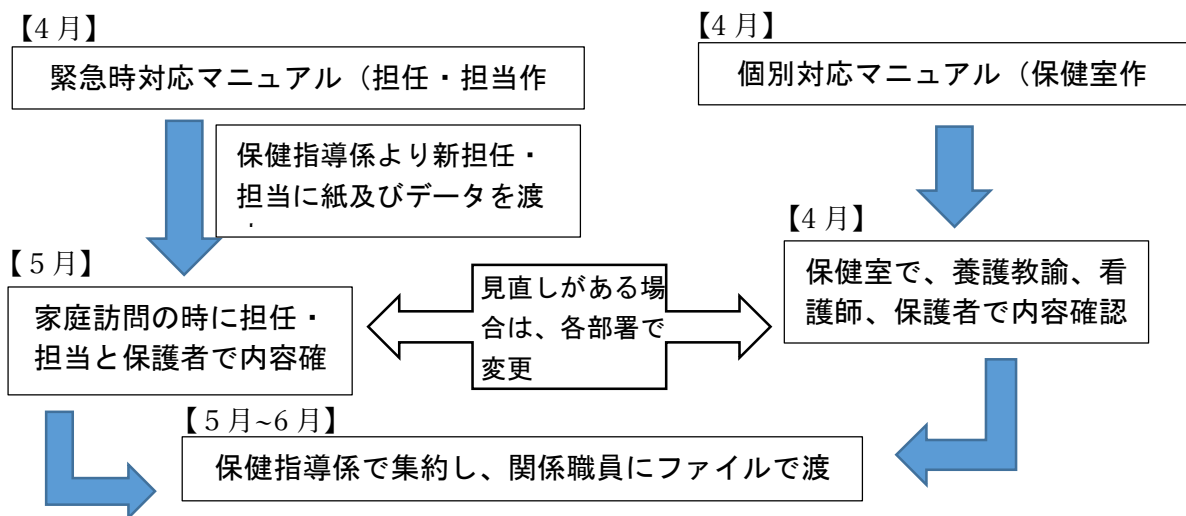 【4月】
緊急時対応マニュアル（担任・担当作
保健指導係より新担任・
担当に紙及びデータを渡
【5月】
家庭訪問の時に担任・
担当と保護者で内容確
【4月】
個別対応マニュアル（保健室作
【4月】
保健室で、養護教諭、看
護師、保護者で内容確認
見直しがある場
合は、各部署で
変更
【5月~6月】
保健指導係で集約し、関係職員にファイルで渡